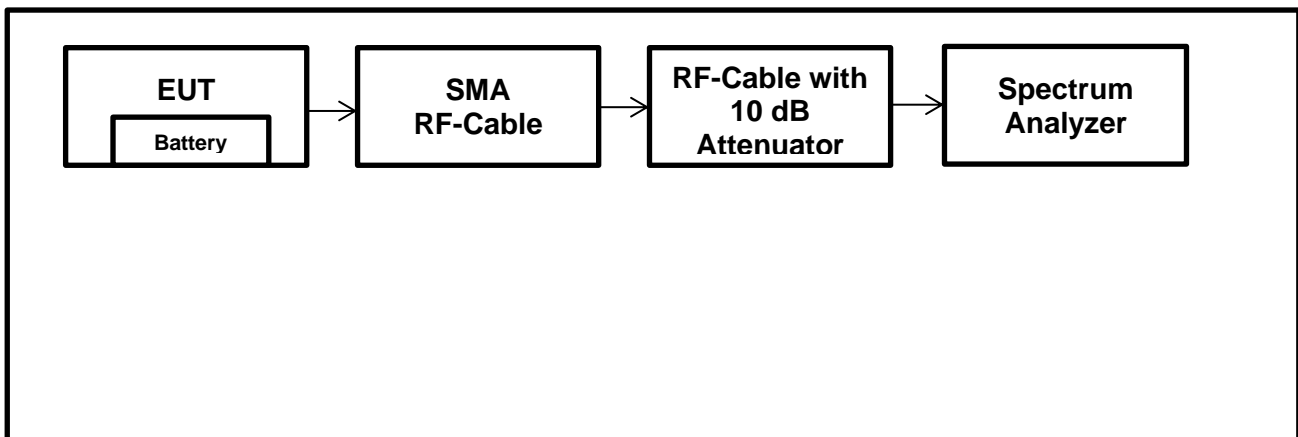 EUT
Battery
SMA
RF-Cable
RF-Cable with
10 dB
Attenuator
Spectrum
Analyzer